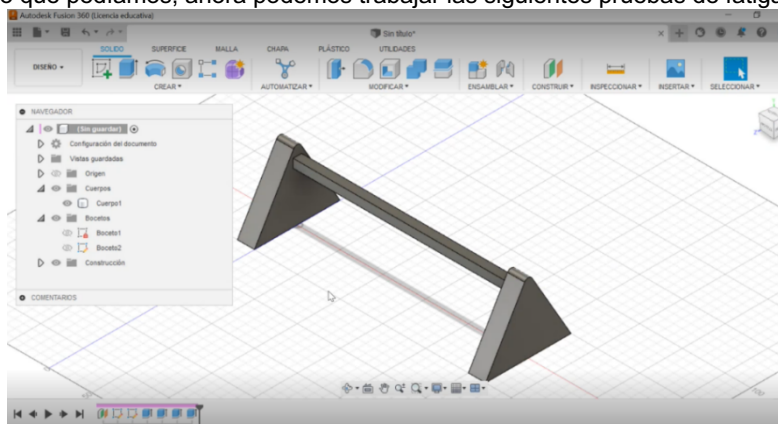 o que podíamos, ahora podemos trabajar las siguientes pruebas de fatiga
Autodesk Fusion 360 (Licencia educativa)
Sin título*
SÓLIDO SUPERFICIE MALLA CHAPA PLÁSTICO UTILIDADES
DISEÑO
CREAR AUTOMATIZAR MODIFICAR ENSAMBLAR CONSTRUIR INSPECCIONAR INSERTAR SELECCIONAR
NAVEGADOR
(Sin guardar)
Configuración del documento
Vistas guardadas
Origen
Cuerpos
Cuerpo1
Bocetos
Boceto1
Boceto2
Construcción
COMENTARIOS